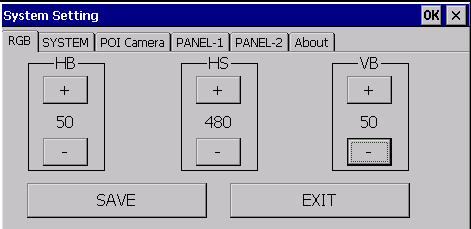 System Setting OK ×
RGB SYSTEM POI Camera PANEL-1 PANEL-2 About
HB HS VB
+ + +
50 480 50
- - -
SAVE EXIT